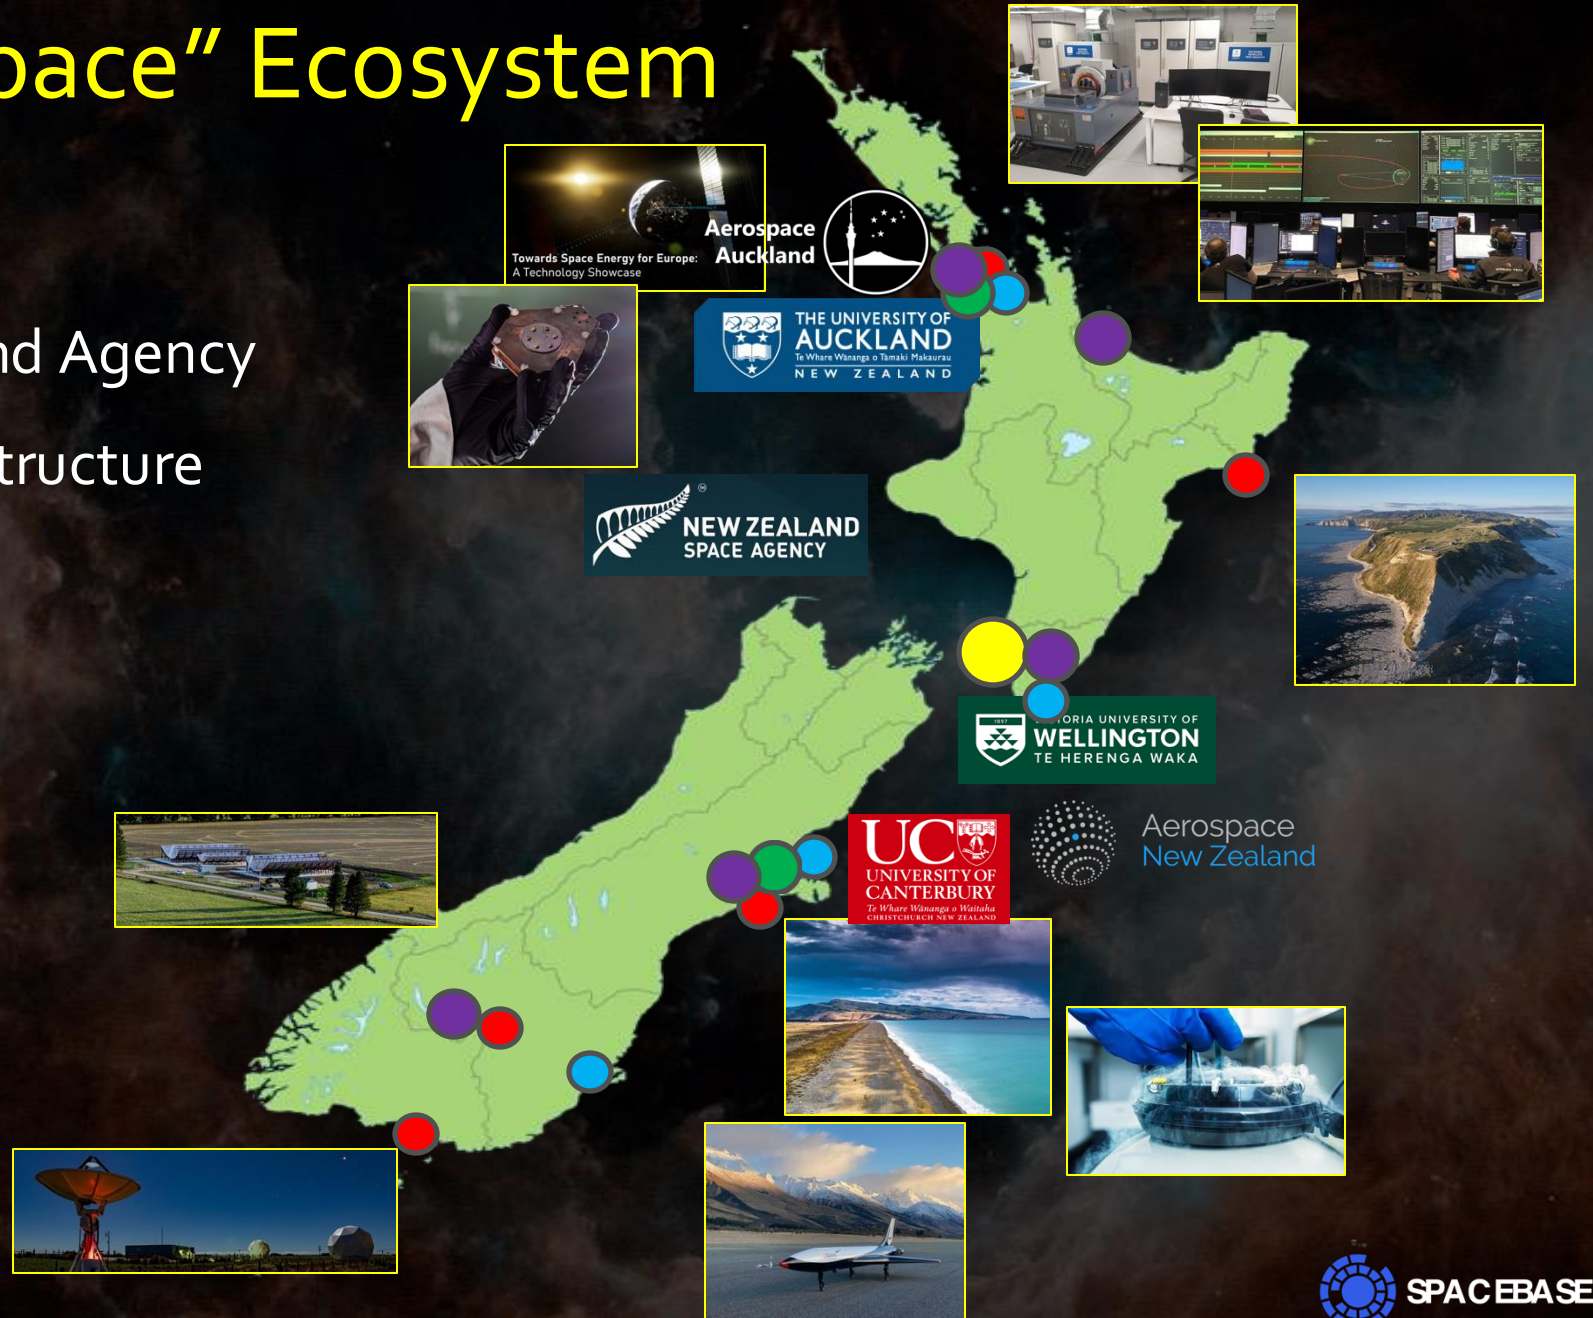 pace” Ecosystem
nd Agency
tructure
Towards Space Energy for Europe:
A Technology Showcase
Aerospace
Auckland
THE UNIVERSITY OF
AUCKLAND
Te Whare Wānanga o Tāmaki Makaurau
NEW ZEALAND
NEW ZEALAND
SPACE AGENCY
TM
1897
ORIA UNIVERSITY OF
WELLINGTON
TE HERENGA WAKA
UC
UNIVERSITY OF
CANTERBURY
Te Whare Wānanga o Waitaha
CHRISTCHURCH NEW ZEALAND
Aerospace
New Zealand
SPACEBASE